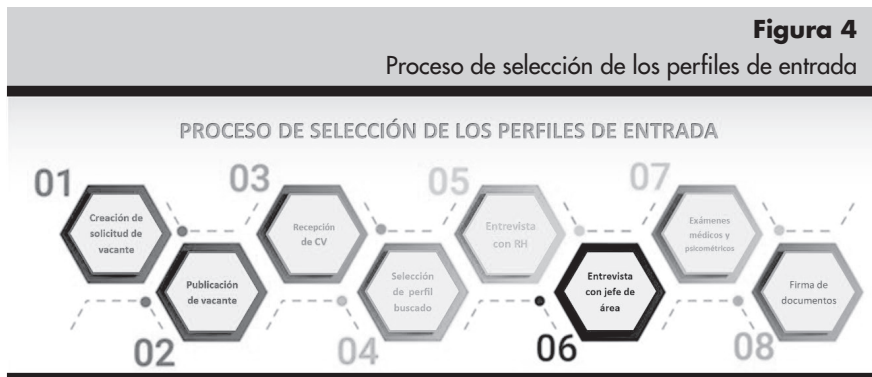 Figura 4
Proceso de selección de los perfiles de entrada
PROCESO DE SELECCIÓN DE LOS PERFILES DE ENTRADA
01
Creación de
solicitud de
vacante
02
Publicación
de vacante
03
Recepción
de CV
04
Selección
de perfil
buscado
05
Entrevista
con RH
06
Entrevista
con jefe de
área
07
Exámenes
médicos y
psicométricos
08
Firma de
documentos